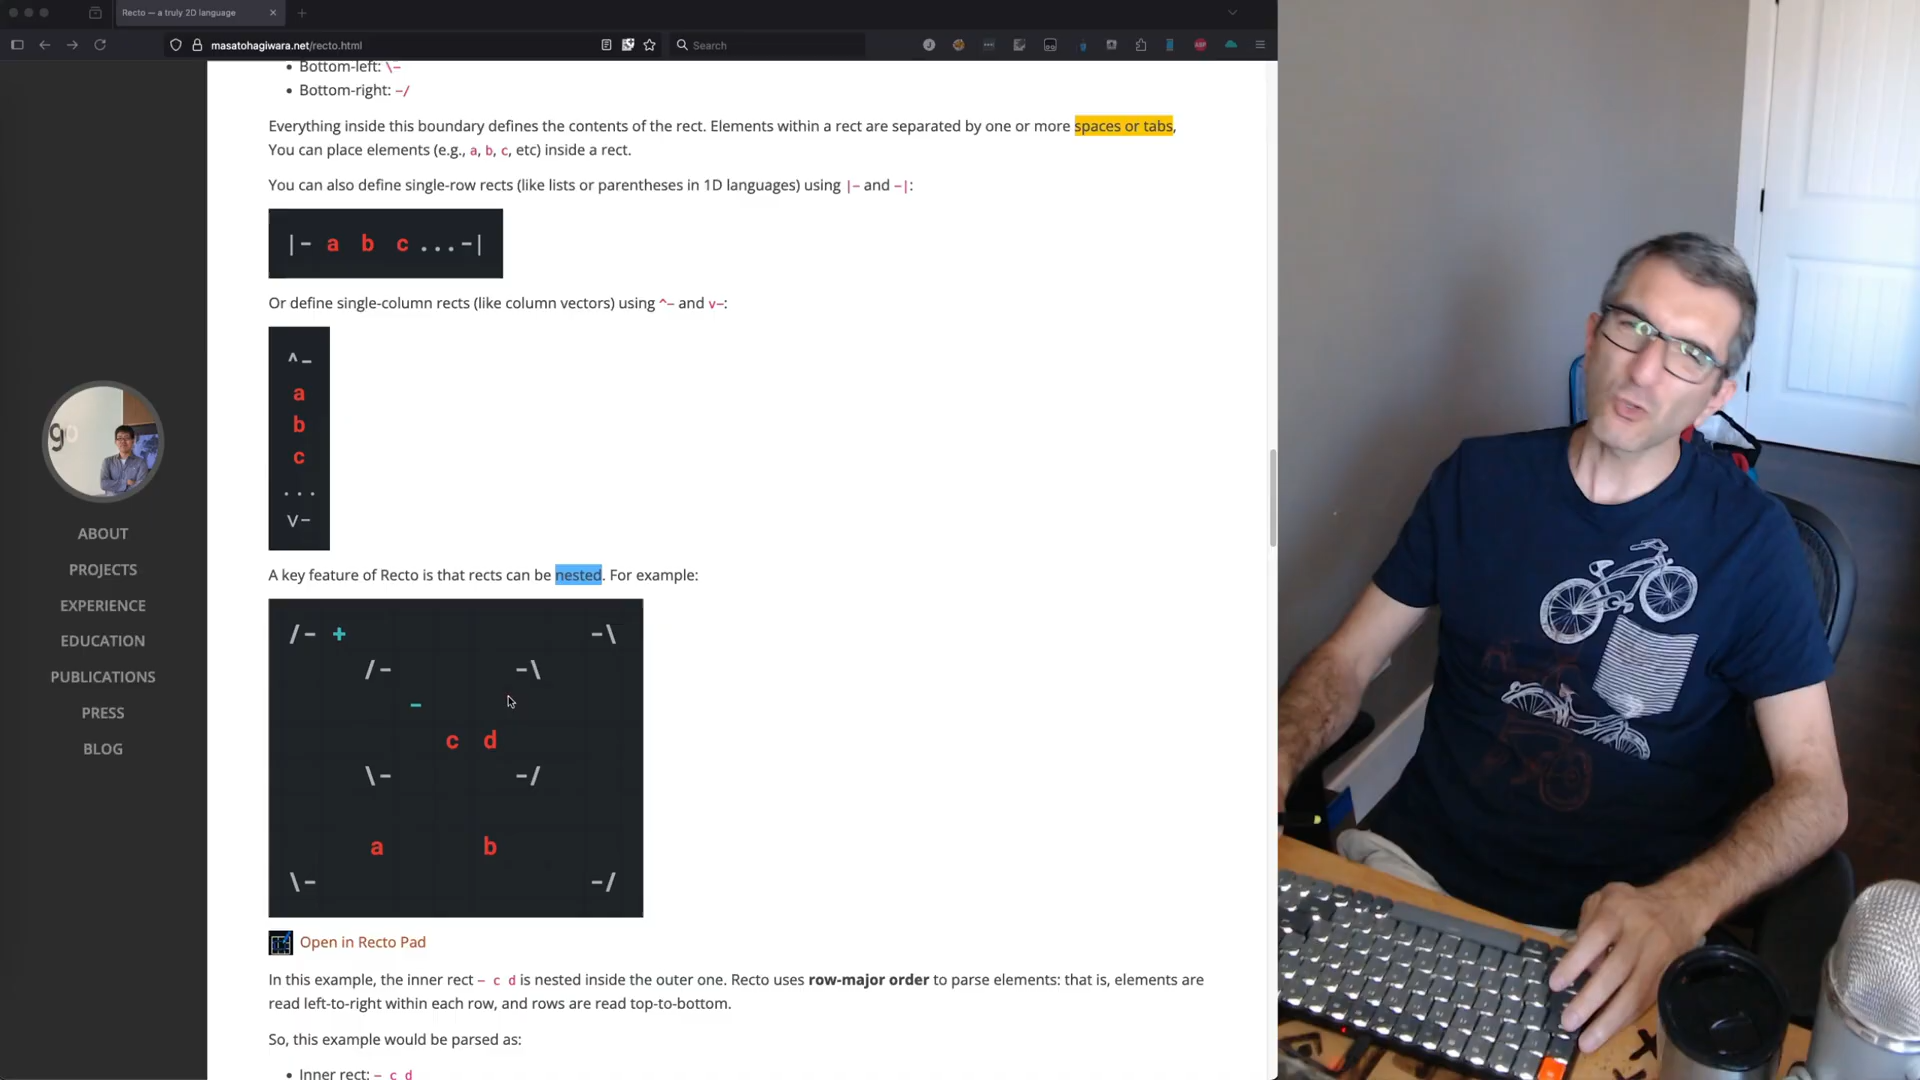 Recto — a truly 2D language
masatohagiwara.net/recto.html
Search
ABP
• Bottom-left: \-
• Bottom-right: -/
Everything inside this boundary defines the contents of the rect. Elements within a rect are separated by one or more spaces or tabs,
You can place elements (e.g., a, b, c, etc) inside a rect.
You can also define single-row rects (like lists or parentheses in 1D languages) using |- and -|:
|- a b c ...-|
Or define single-column rects (like column vectors) using ^- and v-:
^-
a
b
c
...
v-
A key feature of Recto is that rects can be nested. For example:
/- + -\
/- -\
-
c d
\- -/
a b
\- -/
Open in Recto Pad
In this example, the inner rect - c d is nested inside the outer one. Recto uses row-major order to parse elements: that is, elements are
read left-to-right within each row, and rows are read top-to-bottom.
So, this example would be parsed as:
• Inner rect: - c d
go
ABOUT
PROJECTS
EXPERIENCE
EDUCATION
PUBLICATIONS
PRESS
BLOG